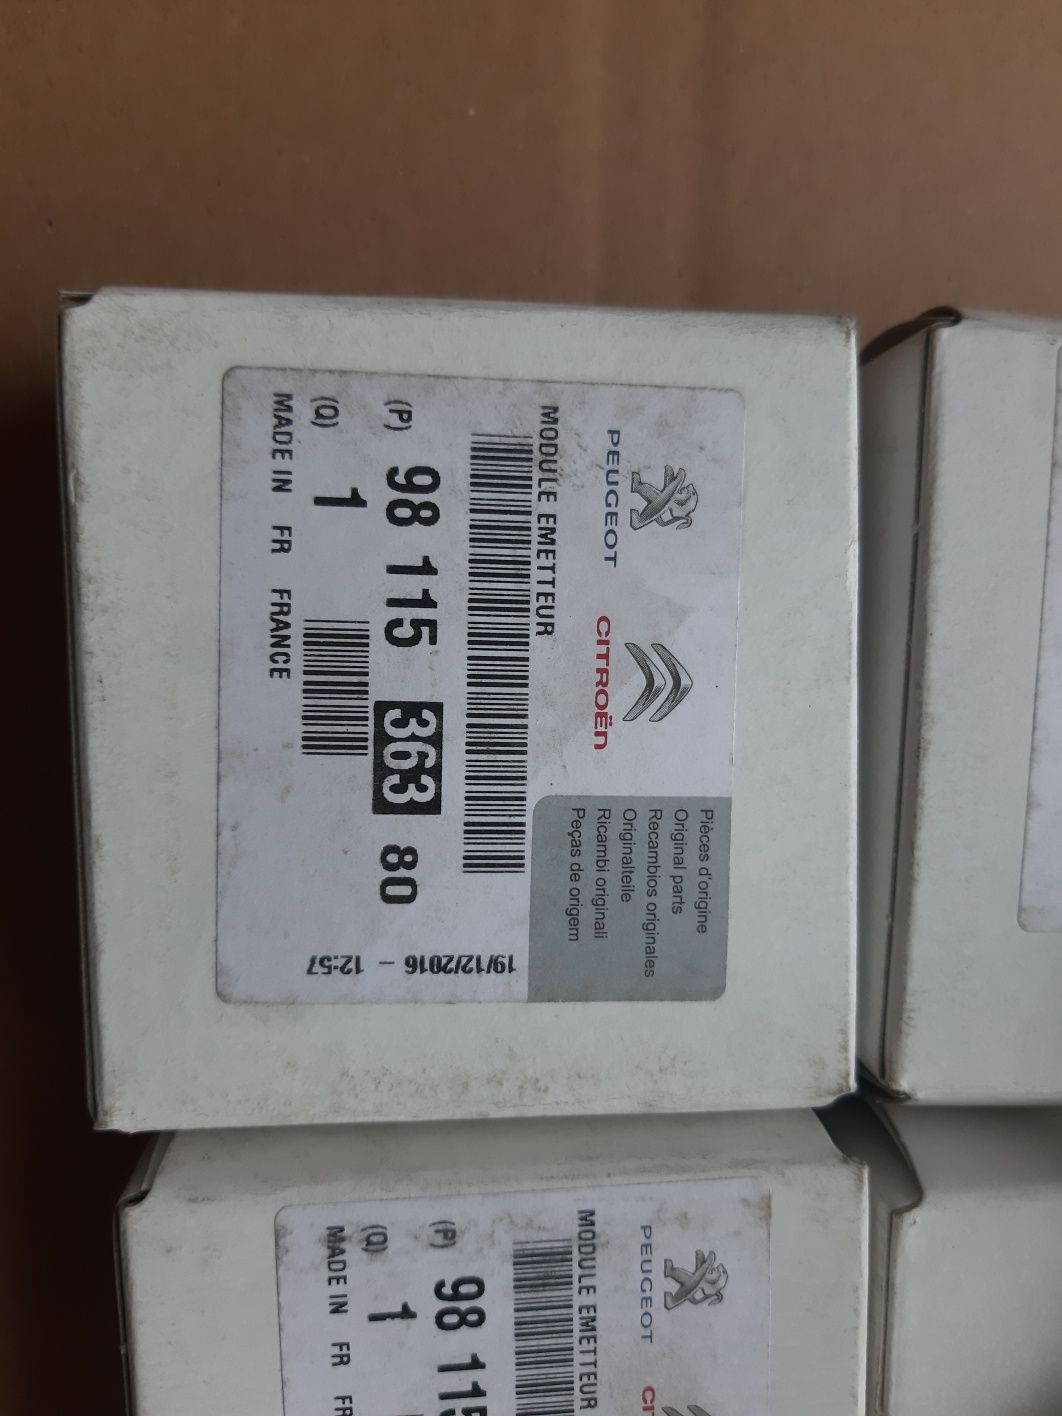 PEUGEOT
CITROËN
Pièces d'origine
Original parts
Recambios originales
Originalteile
Ricambi originali
Peças de origem
MODULE EMETTEUR
(P) 98 115 363 80
(Q) 1
MADE IN FR FRANCE
19/12/2016 - 12:57
PEUGEOT
MODULE EMETTEUR
(P) 98 115
(Q) 1
MADE IN FR